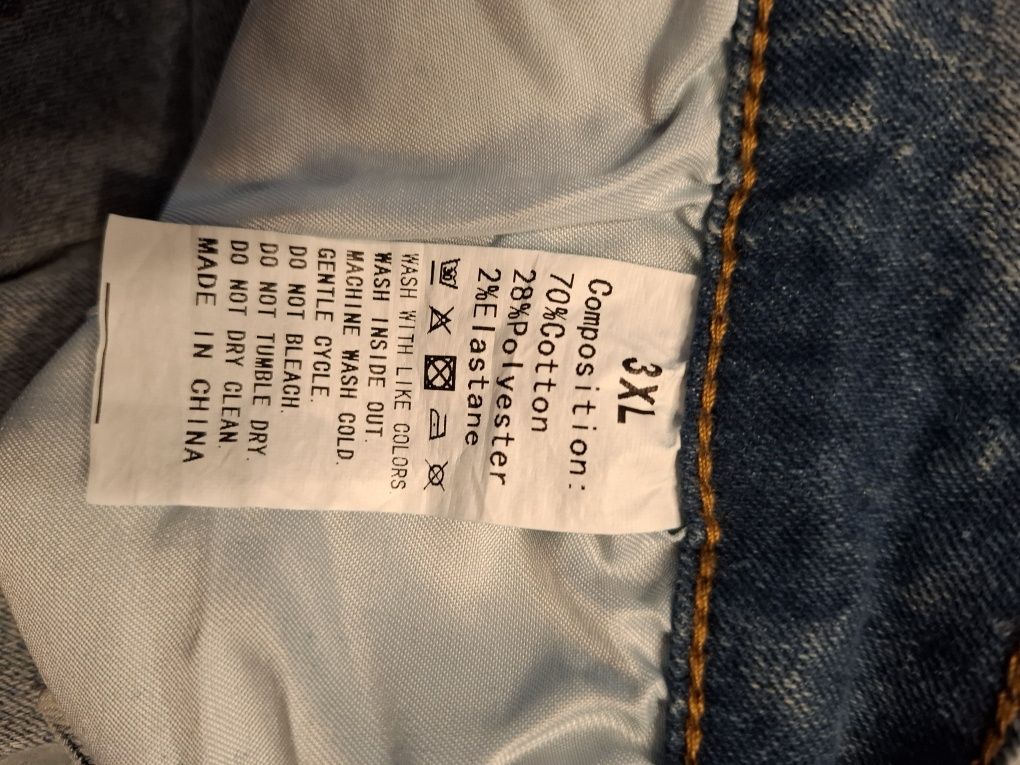 3XL
Composition:
70%Cotton
28%Polyester
2%Elastane
WASH WITH LIKE COLORS.
WASH INSIDE OUT.
MACHINE WASH COLD.
GENTLE CYCLE.
DO NOT BLEACH.
DO NOT TUMBLE DRY.
DO NOT DRY CLEAN.
MADE IN CHINA